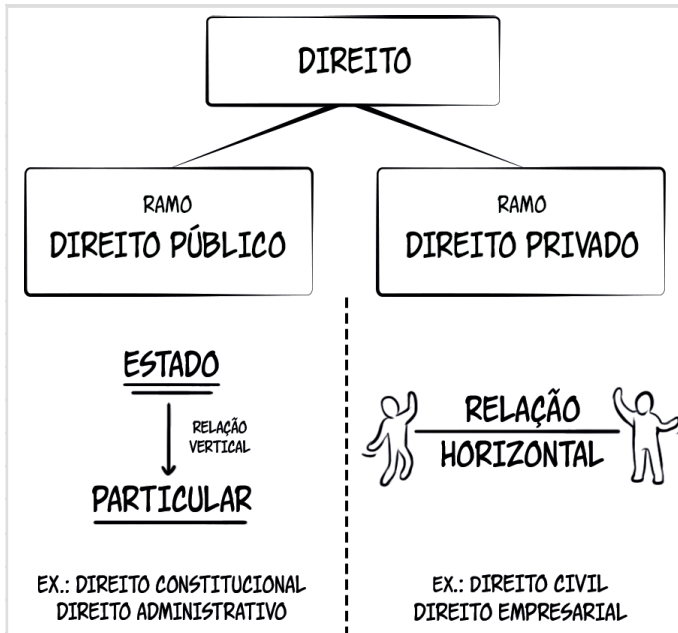 DIREITO
RAMO
DIREITO PÚBLICO
RAMO
DIREITO PRIVADO
ESTADO
RELAÇÃO
VERTICAL
PARTICULAR
EX.: DIREITO CONSTITUCIONAL
DIREITO ADMINISTRATIVO
RELAÇÃO
HORIZONTAL
EX.: DIREITO CIVIL
DIREITO EMPRESARIAL